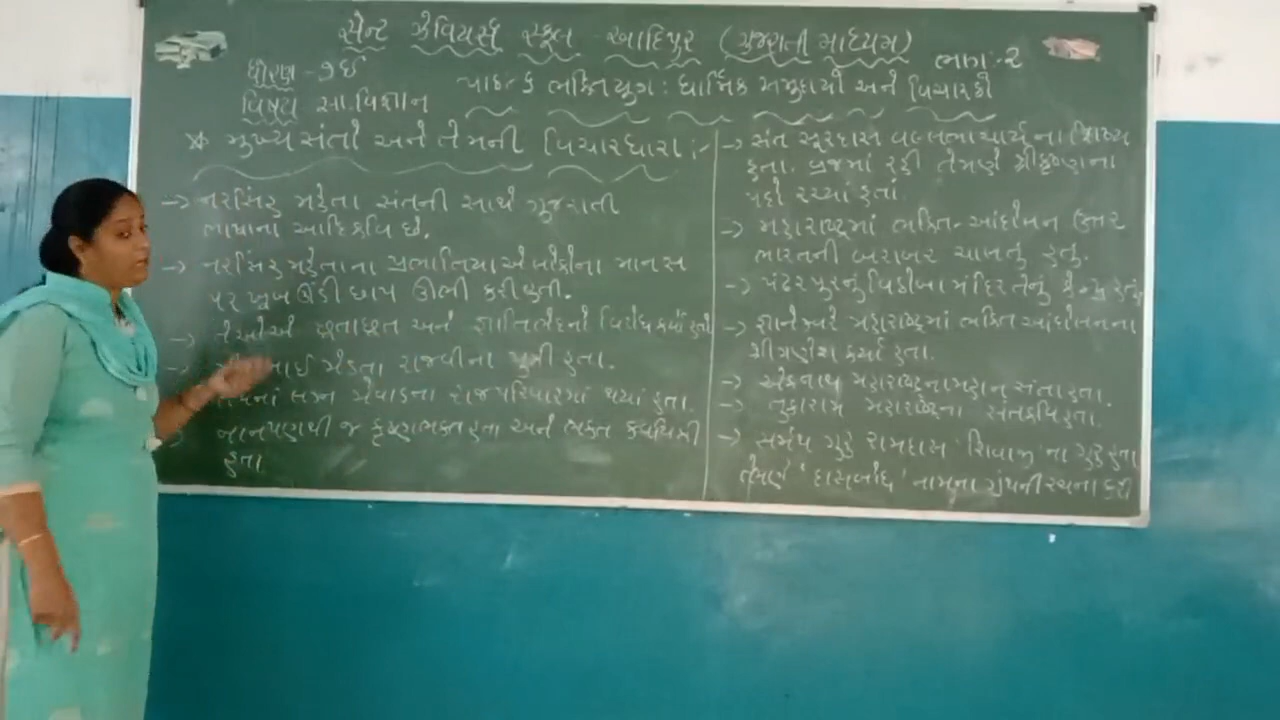 સેન્ટ ઝેવિયર્સ સ્કૂલ - આદિપુર (ગુજરાતી માધ્યમ)
ભાગ :- 2
ધોરણ - ૭
વિષય સા.વિજ્ઞાન
પાઠ ભક્તિયુગ : ધાર્મિક સમુદાયો અને વિચારકો
* મુખ્ય સંતો અને તેમની વિચારધારા :-
→ નરસિંહ મહેતા સંતની સાથે ગુજરાતી
ભાષાના આદિકવિ છે.
→ નરસિંહ મહેતાના પ્રભાતિયાએ લોકોના માનસ
પર ખૂબ ઊંડી છાપ ઊભી કરી હતી.
→ તેઓએ છૂતાછૂત અને જ્ઞાતિભેદનો વિરોધ કર્યો હતો
→ મેડતા રાજવીના પુત્રી હતા.
લગ્ન મેવાડના રાજપરિવારમાં થયાં હતા.
બાળપણથી જ કૃષ્ણભક્ત હતા અને ભક્ત કવયિત્રી
હતા
→ સંત સૂરદાસ વલ્લભાચાર્યના શિષ્ય
હતા. વ્રજમાં રહી તેમણે શ્રીકૃષ્ણના
પદો રચ્યાં હતાં
→ મહારાષ્ટ્રમાં ભક્તિ-આંદોલન ઉત્તર
ભારતની બરાબર ચાલતું હતું.
→ પંઢરપુરનું વિઠોબા મંદિર તેનું કેન્દ્ર હતું
→ જ્ઞાનેશ્વરે મહારાષ્ટ્રમાં ભક્તિ આંદોલનના
શ્રીગણેશ કર્યા હતા.
→ એકનાથ મહારાષ્ટ્રના મહાન સંત હતા.
→ તુકારામ મહારાષ્ટ્રના સંતકવિ હતા.
→ સમર્થ ગુરુ રામદાસ 'શિવાજી' ના ગુરુ હતા
તેમણે 'દાસબોધ' નામના ગ્રંથની રચના કરી